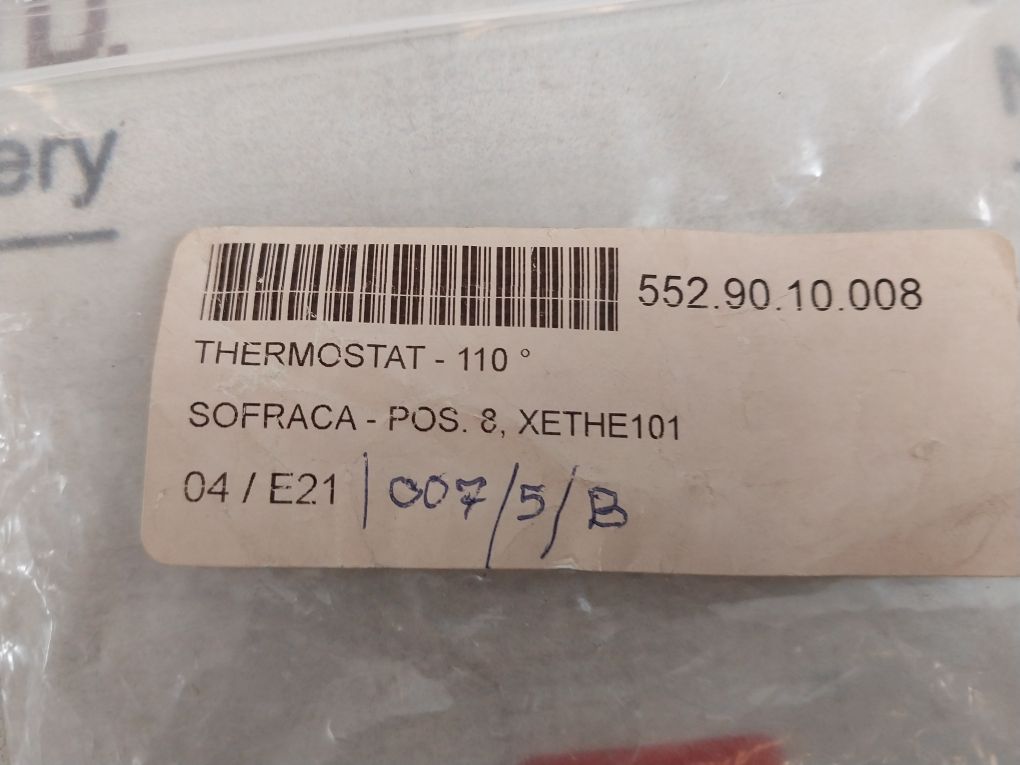 D.
ery
552.90.10.008
THERMOSTAT - 110 °
SOFRACA - POS. 8, XETHE101
04 / E21 | 007/5/B